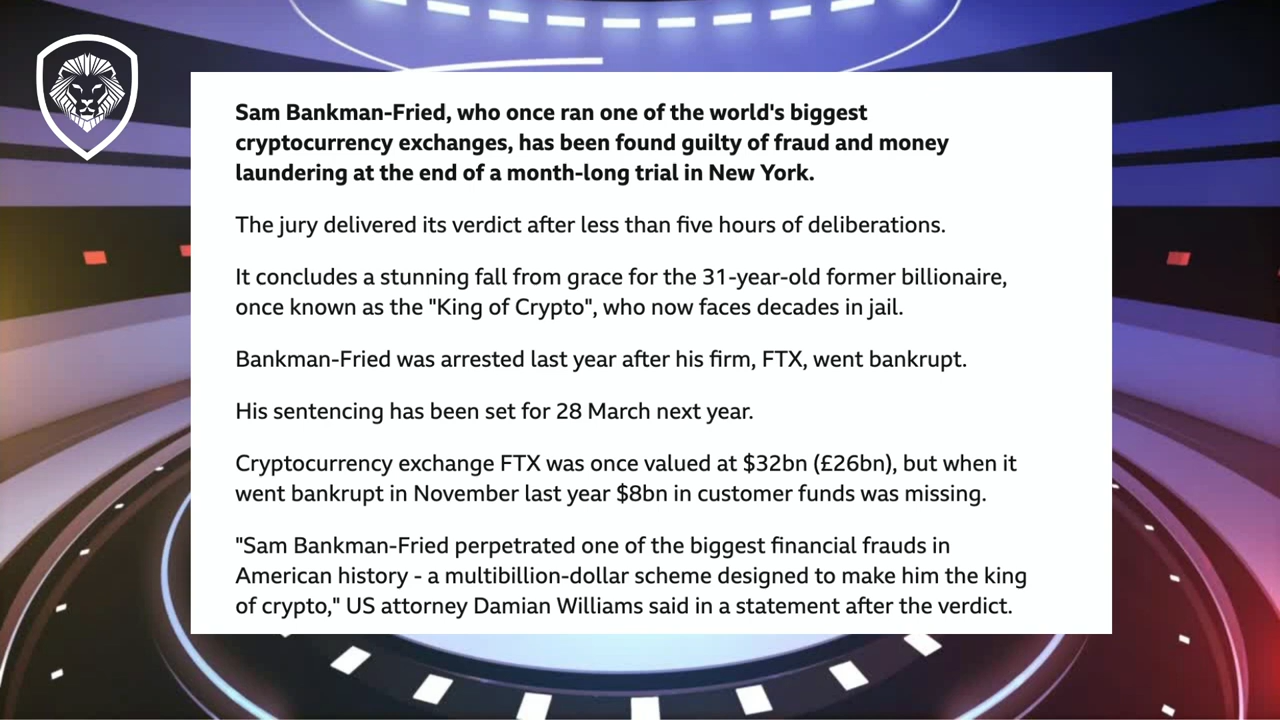 Sam Bankman-Fried, who once ran one of the world's biggest
cryptocurrency exchanges, has been found guilty of fraud and money
laundering at the end of a month-long trial in New York.
The jury delivered its verdict after less than five hours of deliberations.
It concludes a stunning fall from grace for the 31-year-old former billionaire,
once known as the "King of Crypto", who now faces decades in jail.
Bankman-Fried was arrested last year after his firm, FTX, went bankrupt.
His sentencing has been set for 28 March next year.
Cryptocurrency exchange FTX was once valued at $32bn (£26bn), but when it
went bankrupt in November last year $8bn in customer funds was missing.
"Sam Bankman-Fried perpetrated one of the biggest financial frauds in
American history - a multibillion-dollar scheme designed to make him the king
of crypto," US attorney Damian Williams said in a statement after the verdict.